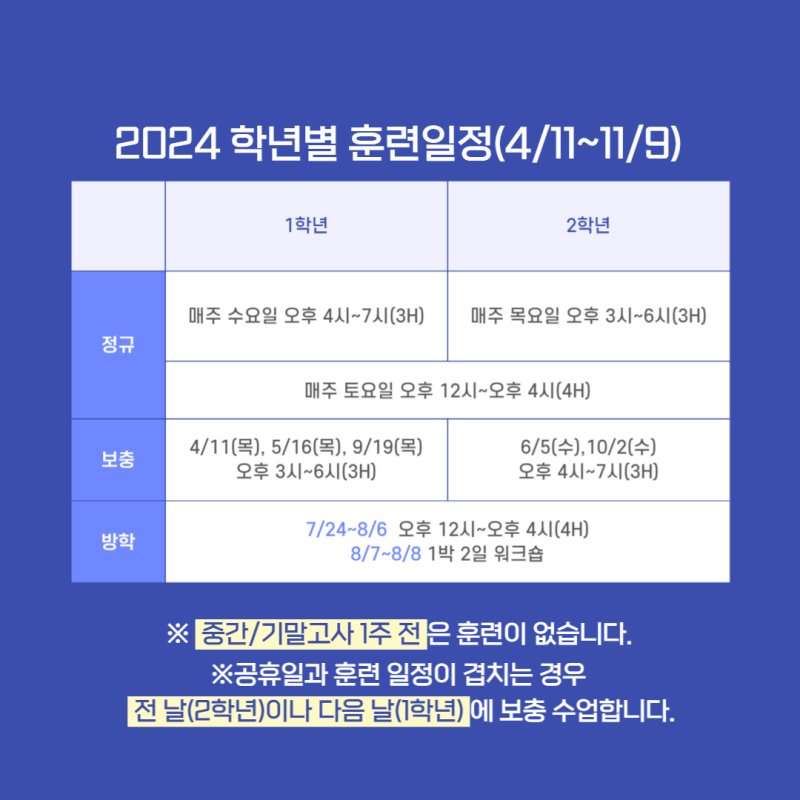 2024 학년별 훈련일정(4/11~11/9)
1학년
2학년
정규
매주 수요일 오후 4시~7시(3H)
매주 목요일 오후 3시~6시(3H)
매주 토요일 오후 12시~오후 4시(4H)
보충
4/11(목), 5/16(목), 9/19(목)
오후 3시~6시(3H)
6/5(수),10/2(수)
오후 4시~7시(3H)
방학
7/24~8/6 오후 12시~오후 4시(4H)
8/7~8/8 1박 2일 워크숍
※ 중간/기말고사 1주 전은 훈련이 없습니다.
※공휴일과 훈련 일정이 겹치는 경우
전 날(2학년)이나 다음 날(1학년)에 보충 수업합니다.